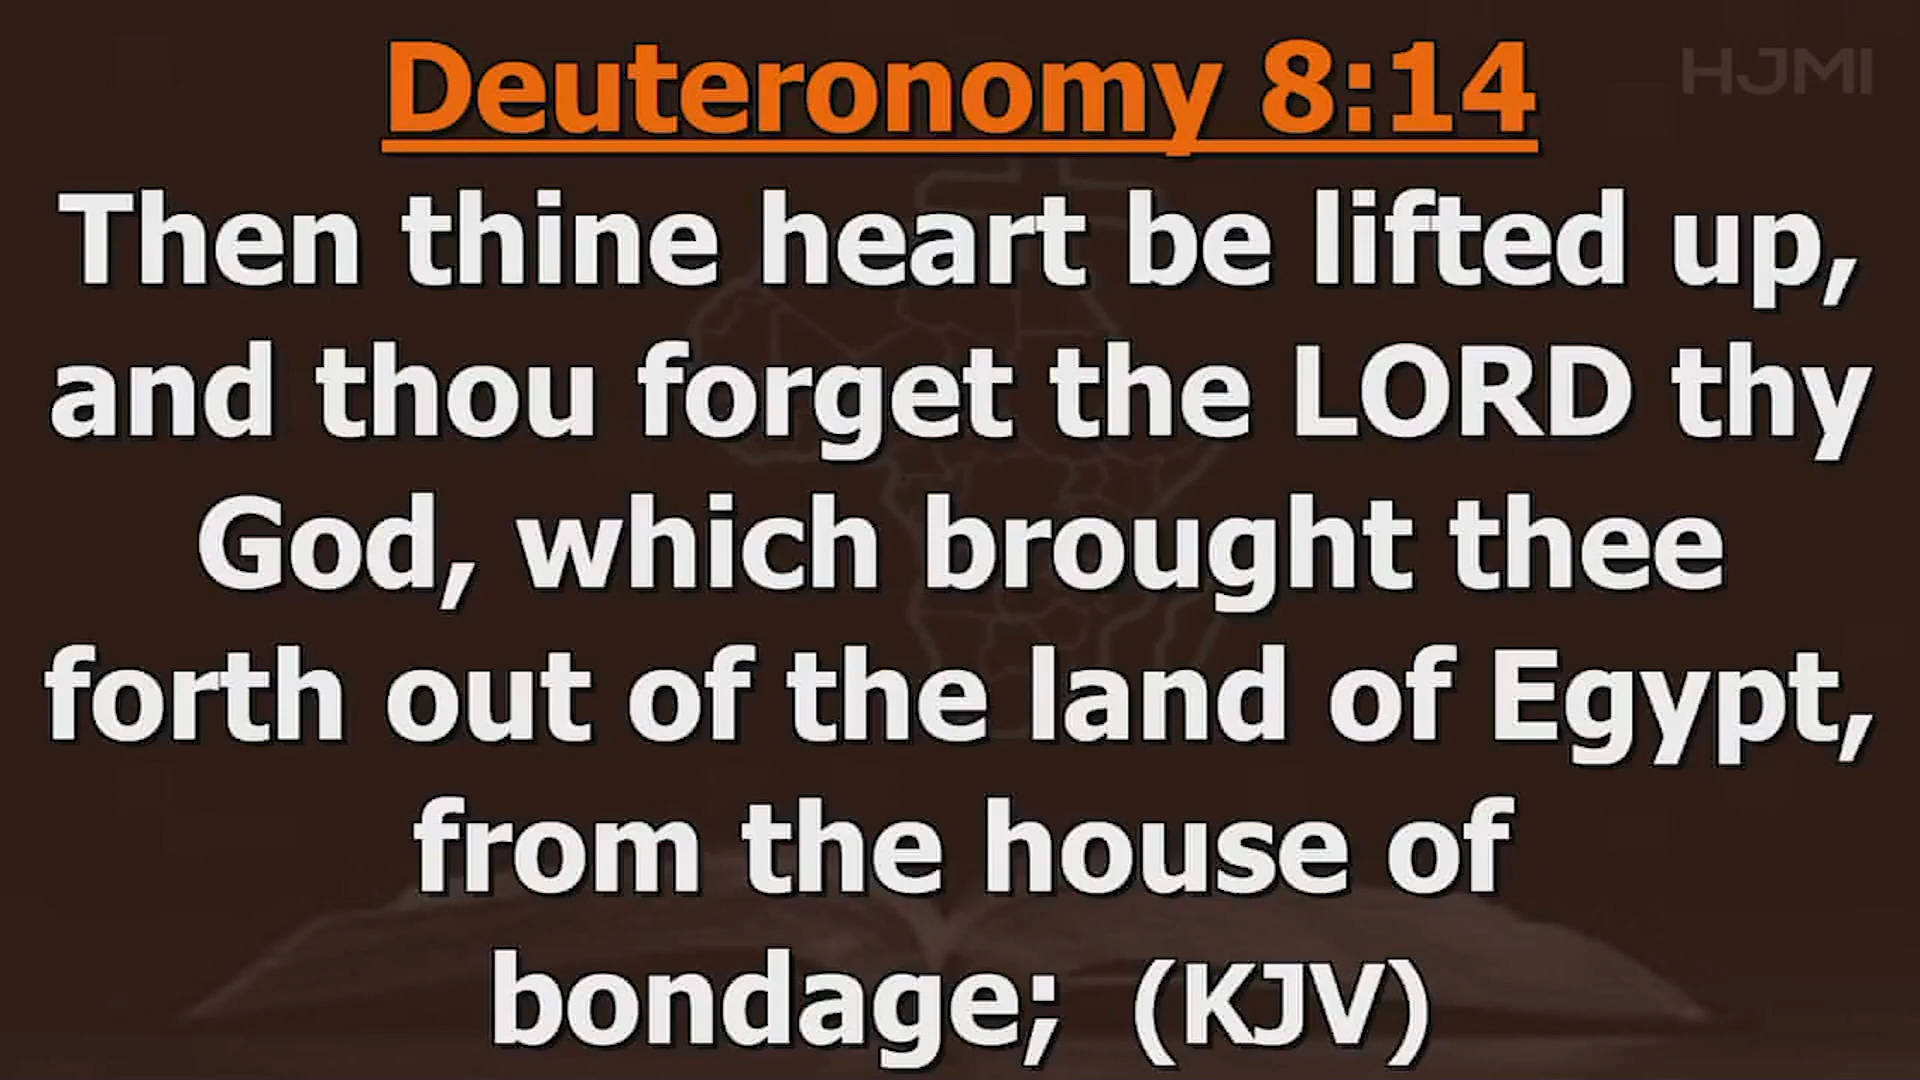 Deuteronomy 8:14
HJMI
Then thine heart be lifted up,
and thou forget the LORD thy
God, which brought thee
forth out of the land of Egypt,
from the house of
bondage; (KJV)